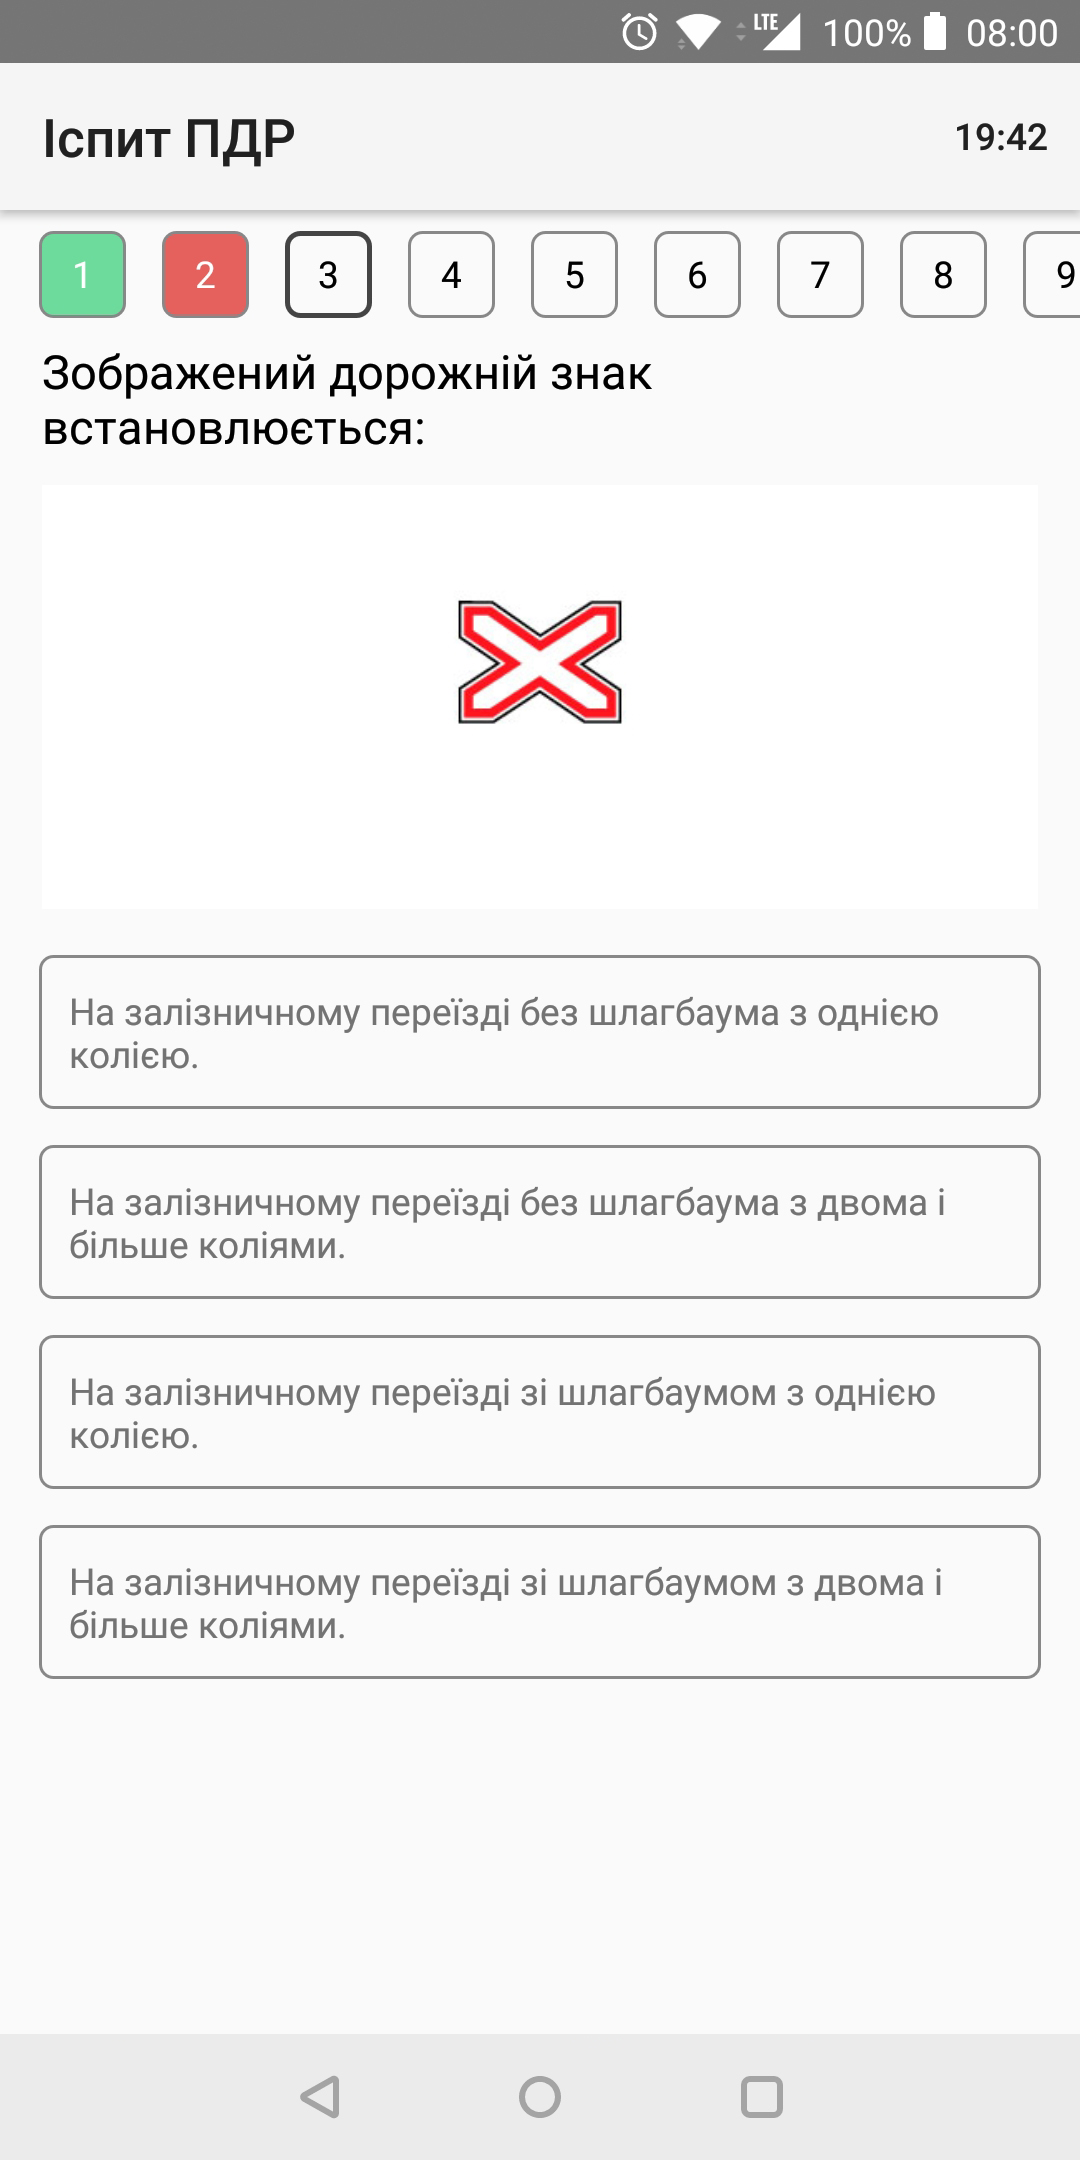 LTE 100% 08:00
Іспит ПДР 19:42
1 2 3 4 5 6 7 8 9
Зображений дорожній знак
встановлюється:
На залізничному переїзді без шлагбаума з однією
колією.
На залізничному переїзді без шлагбаума з двома і
більше коліями.
На залізничному переїзді зі шлагбаумом з однією
колією.
На залізничному переїзді зі шлагбаумом з двома і
більше коліями.